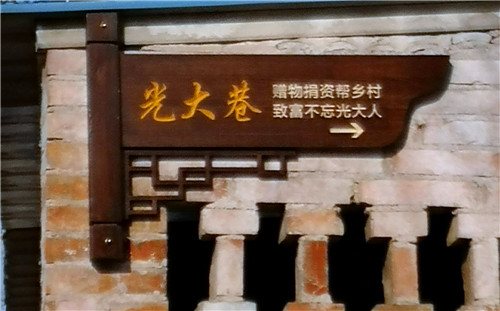 光大巷
赠物捐资帮乡村
致富不忘光大人